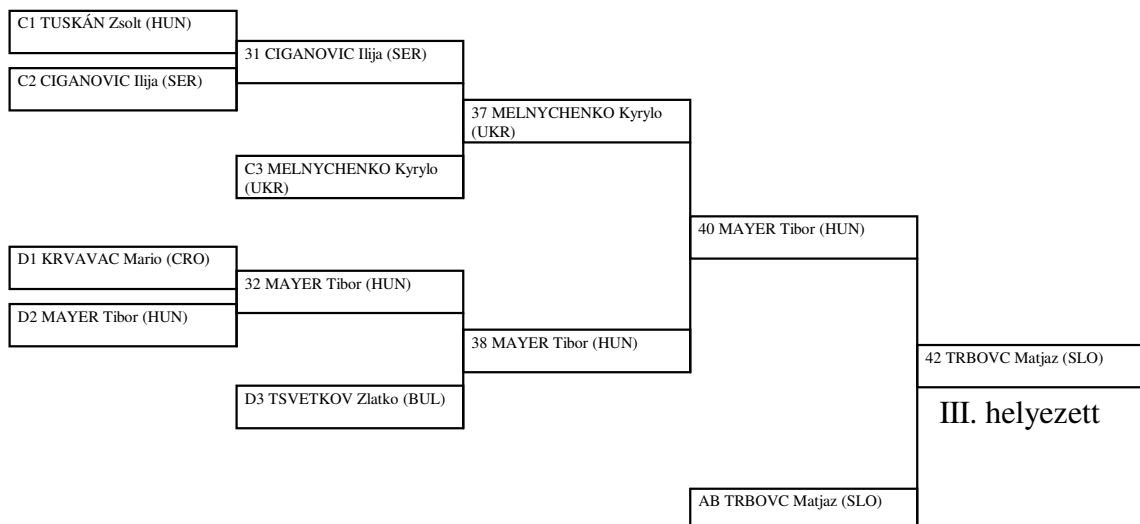 C1 TUSKÁN Zsolt (HUN)
31 CIGANOVIC Ilija (SER)
C2 CIGANOVIC Ilija (SER)
37 MELNYCHENKO Kyrylo
(UKR)
C3 MELNYCHENKO Kyrylo
(UKR)
40 MAYER Tibor (HUN)
D1 KRVAVAC Mario (CRO)
32 MAYER Tibor (HUN)
D2 MAYER Tibor (HUN)
38 MAYER Tibor (HUN)
42 TRBOVC Matjaz (SLO)
D3 TSVETKOV Zlatko (BUL)
III. helyezett
AB TRBOVC Matjaz (SLO)